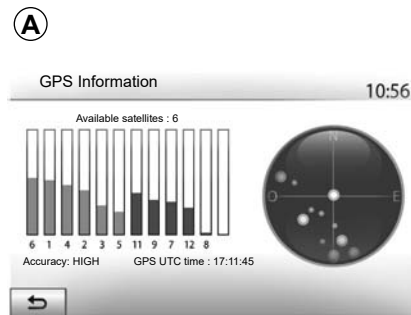 A
GPS Information 10:56
Available satellites : 6
N
O E
6 1 4 2 3 5 11 9 7 12 8
Accuracy: HIGH GPS UTC time : 17:11:45